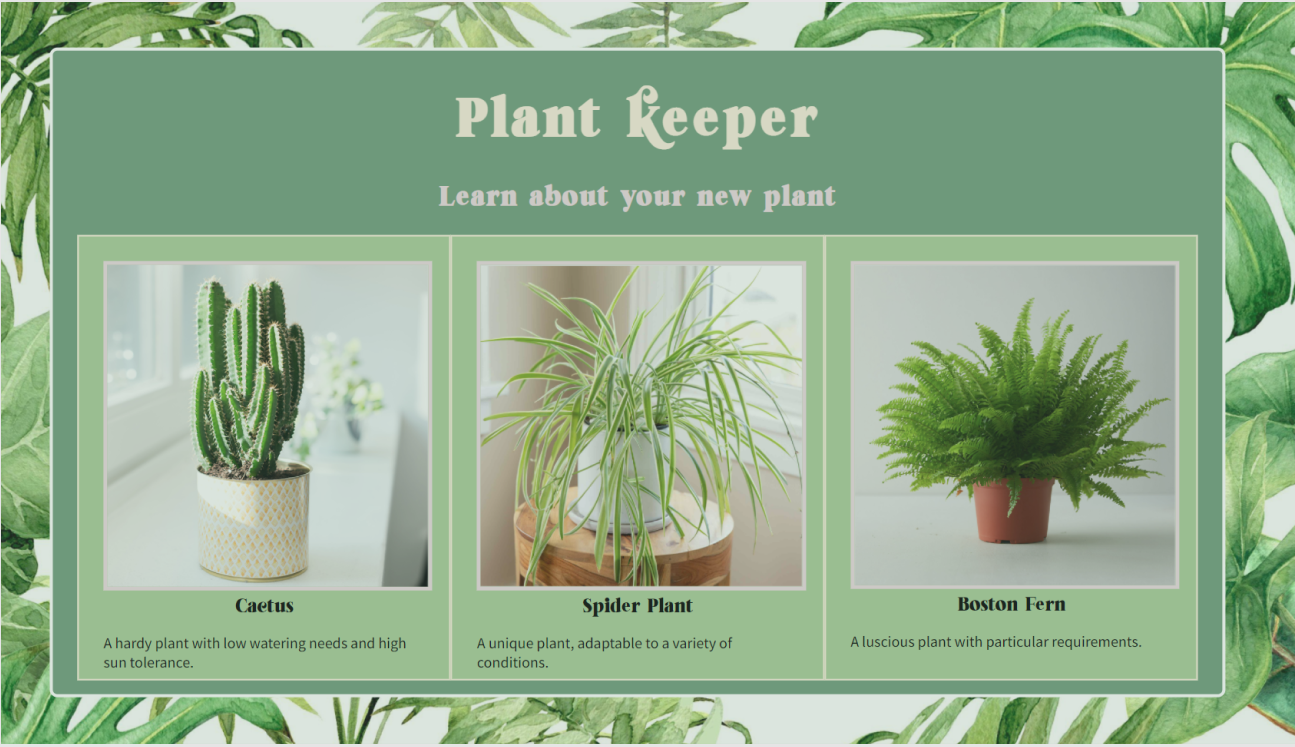 Plant Keeper
Learn about your new plant
Cactus
A hardy plant with low watering needs and high
sun tolerance.
Spider Plant
A unique plant, adaptable to a variety of
conditions.
Boston Fern
A luscious plant with particular requirements.